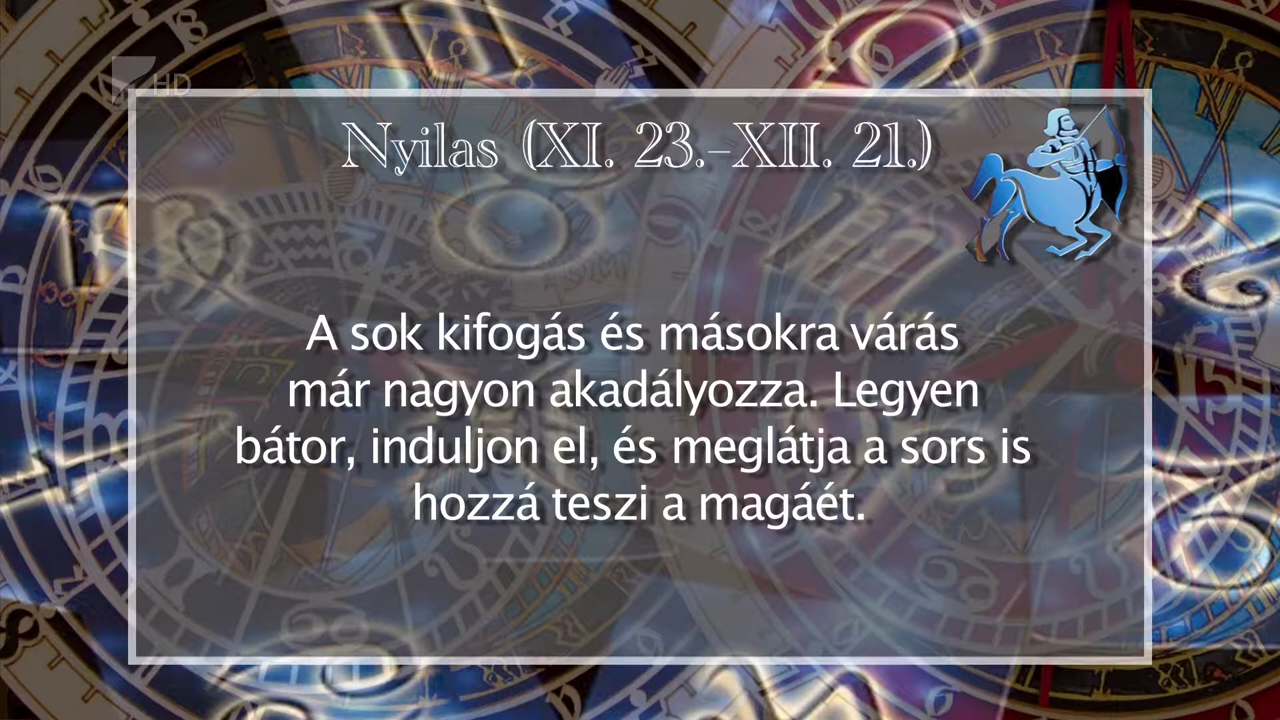 HD
Nyilas (XI. 23.-XII. 21.)
A sok kifogás és másokra várás
már nagyon akadályozza. Legyen
bátor, induljon el, és meglátja a sors is
hozzá teszi a magáét.